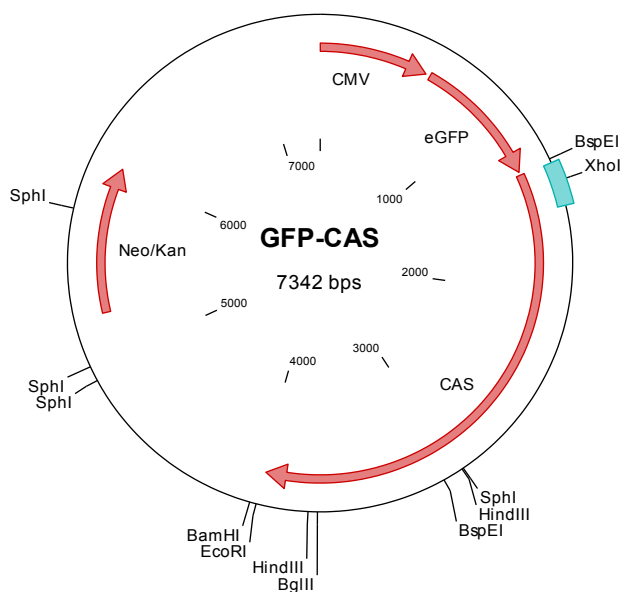 CMV
eGFP
BspEI
XhoI
7000
1000
SphI
6000
Neo/Kan
GFP-CAS
7342 bps
2000
5000
3000
4000
SphI
SphI
CAS
SphI
HindIII
BspEI
BamHI
EcoRI
HindIII
BglII